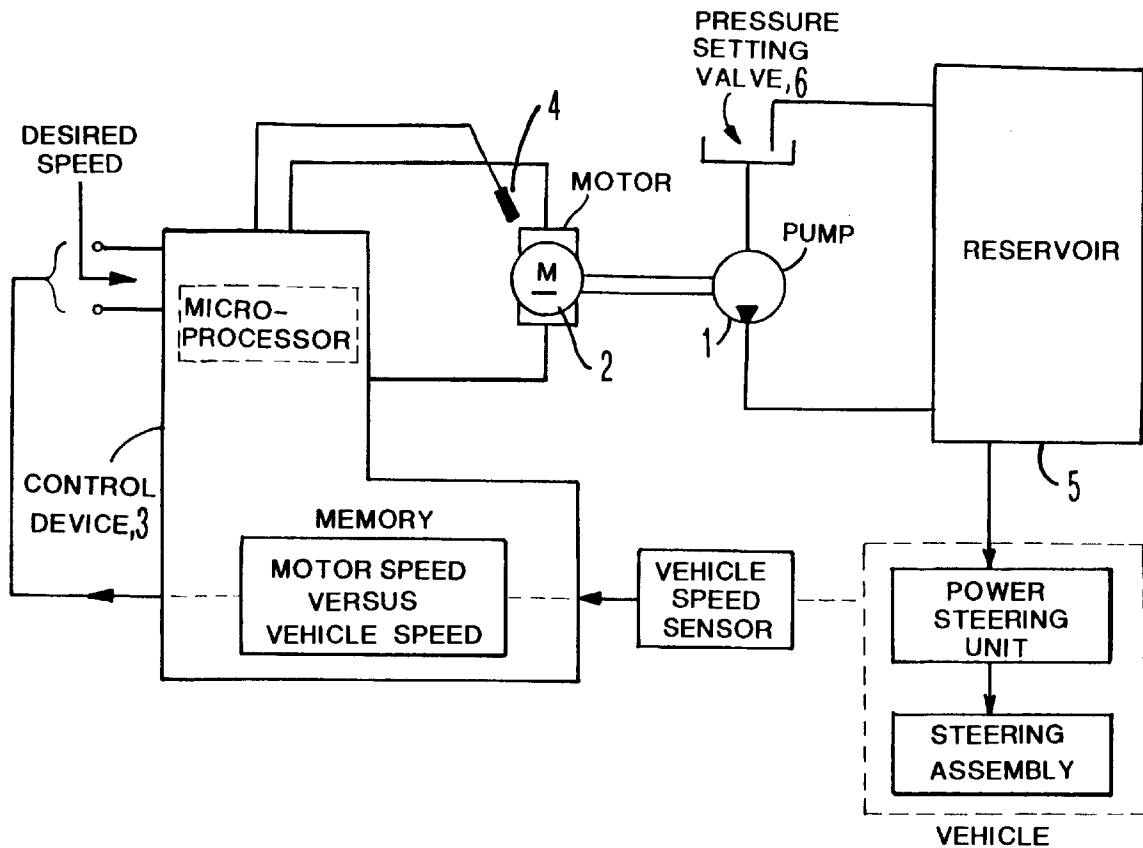 PRESSURE
SETTING
VALVE,6
4
DESIRED
SPEED
MOTOR
PUMP
RESERVOIR
M
MICRO-
PROCESSOR
1
2
CONTROL
DEVICE,3
5
MEMORY
MOTOR SPEED
VERSUS
VEHICLE SPEED
VEHICLE
SPEED
SENSOR
POWER
STEERING
UNIT
STEERING
ASSEMBLY
VEHICLE